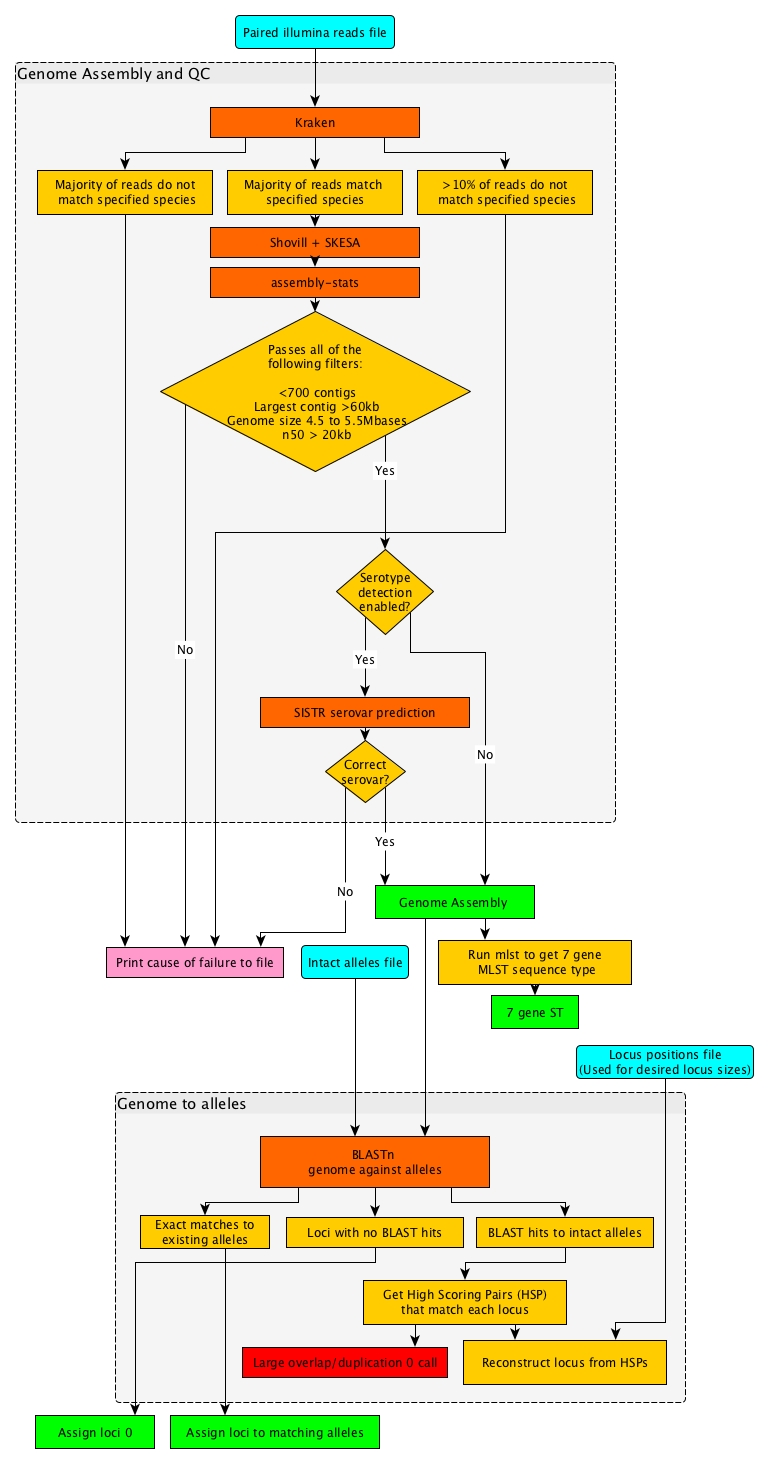 Paired illumina reads file
Genome Assembly and QC
Kraken
Majority of reads do not
match specified species
Majority of reads match
specified species
>10% of reads do not
match specified species
Shovill + SKESA
assembly-stats
Passes all of the
following filters:
<700 contigs
Largest contig >60kb
Genome size 4.5 to 5.5Mbases
n50 > 20kb
Yes
Serotype
detection
enabled?
No
Yes
SISTR serovar prediction
No
Correct
serovar?
Yes
No
Genome Assembly
Print cause of failure to file
Intact alleles file
Run mlst to get 7 gene
MLST sequence type
7 gene ST
Locus positions file
(Used for desired locus sizes)
Genome to alleles
BLASTn
genome against alleles
Exact matches to
existing alleles
Loci with no BLAST hits
BLAST hits to intact alleles
Get High Scoring Pairs (HSP)
that match each locus
Large overlap/duplication 0 call
Reconstruct locus from HSPs
Assign loci 0
Assign loci to matching alleles